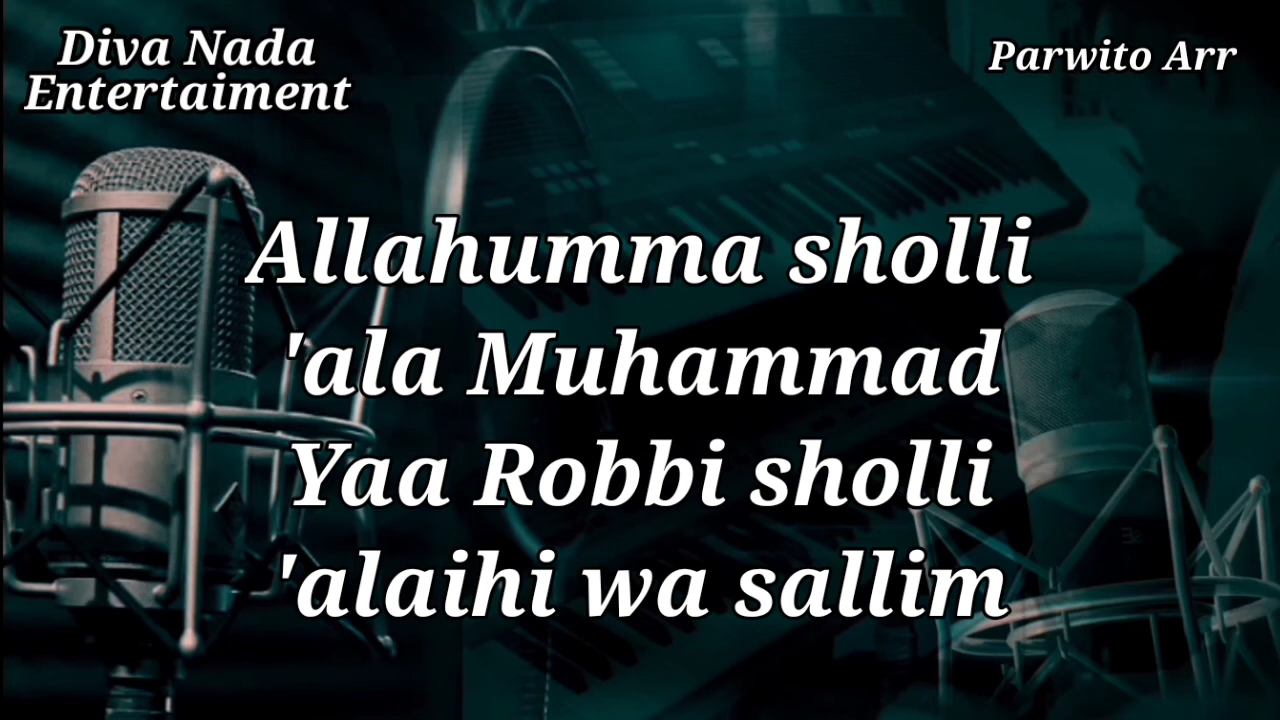 Diva Nada
Entertaiment
Parwito Arr
Allahumma sholli
'ala Muhammad
Yaa Robbi sholli
'alaihi wa sallim